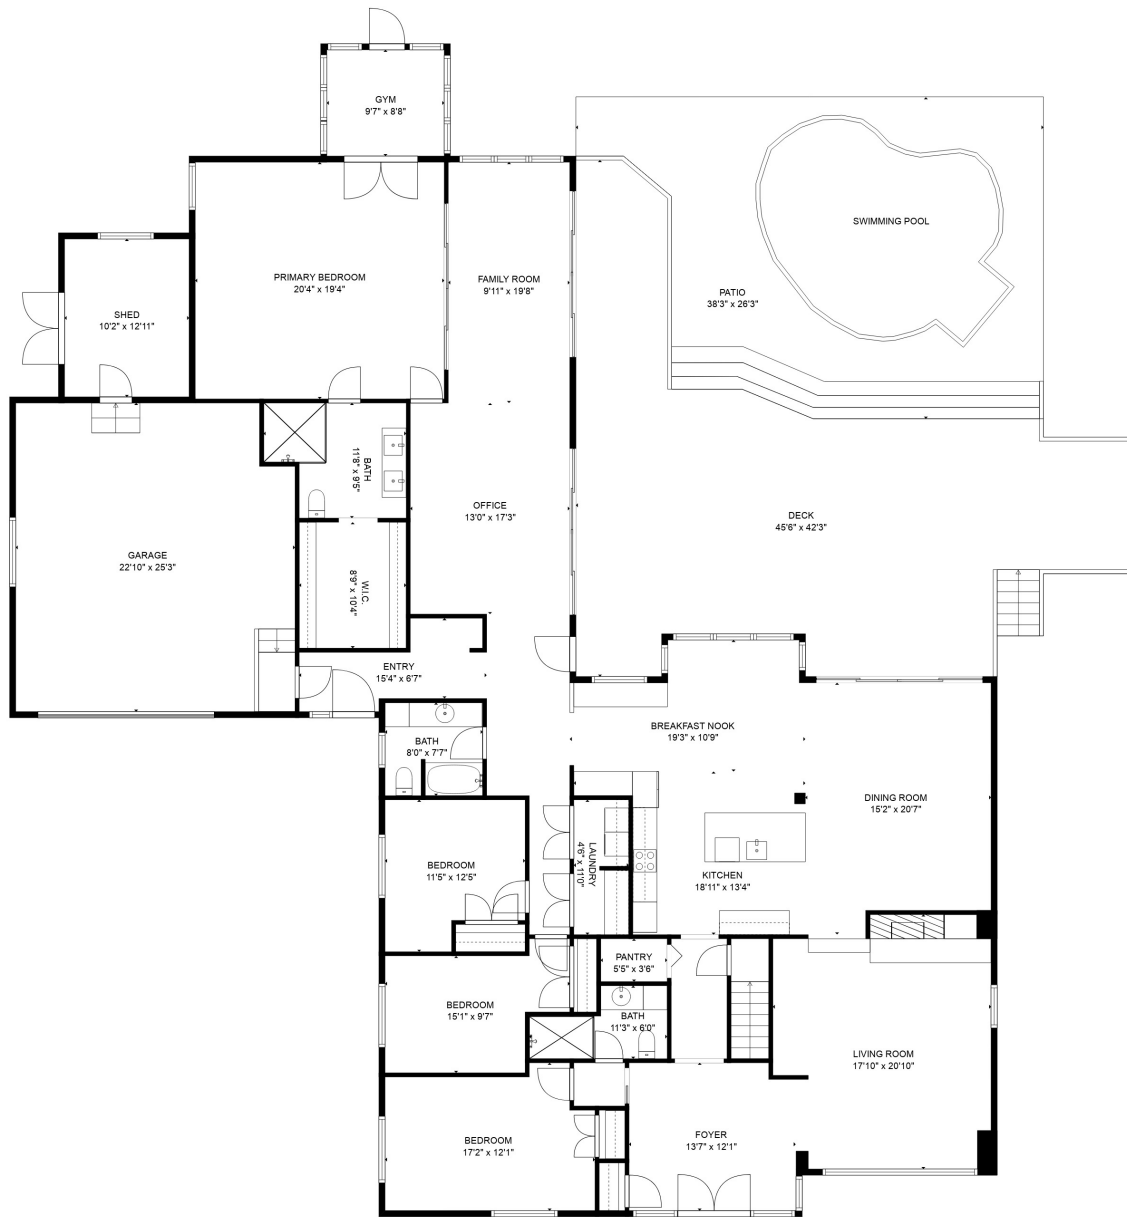 GYM
9'7" x 8'8"
SWIMMING POOL
PRIMARY BEDROOM
20'4" x 19'4"
FAMILY ROOM
9'11" x 19'8"
PATIO
38'3" x 26'3"
SHED
10'2" x 12'11"
BATH
11'8" x 9'5"
OFFICE
13'0" x 17'3"
DECK
45'6" x 42'3"
GARAGE
22'10" x 25'3"
W.I.C.
8'9" x 10'4"
ENTRY
15'4" x 6'7"
BREAKFAST NOOK
19'3" x 10'9"
BATH
8'0" x 7'7"
DINING ROOM
15'2" x 20'7"
BEDROOM
11'5" x 12'5"
LAUNDRY
4'6" x 11'0"
KITCHEN
18'11" x 13'4"
PANTRY
5'5" x 3'6"
BEDROOM
15'1" x 9'7"
BATH
11'3" x 6'0"
LIVING ROOM
17'10" x 20'10"
BEDROOM
17'2" x 12'1"
FOYER
13'7" x 12'1"